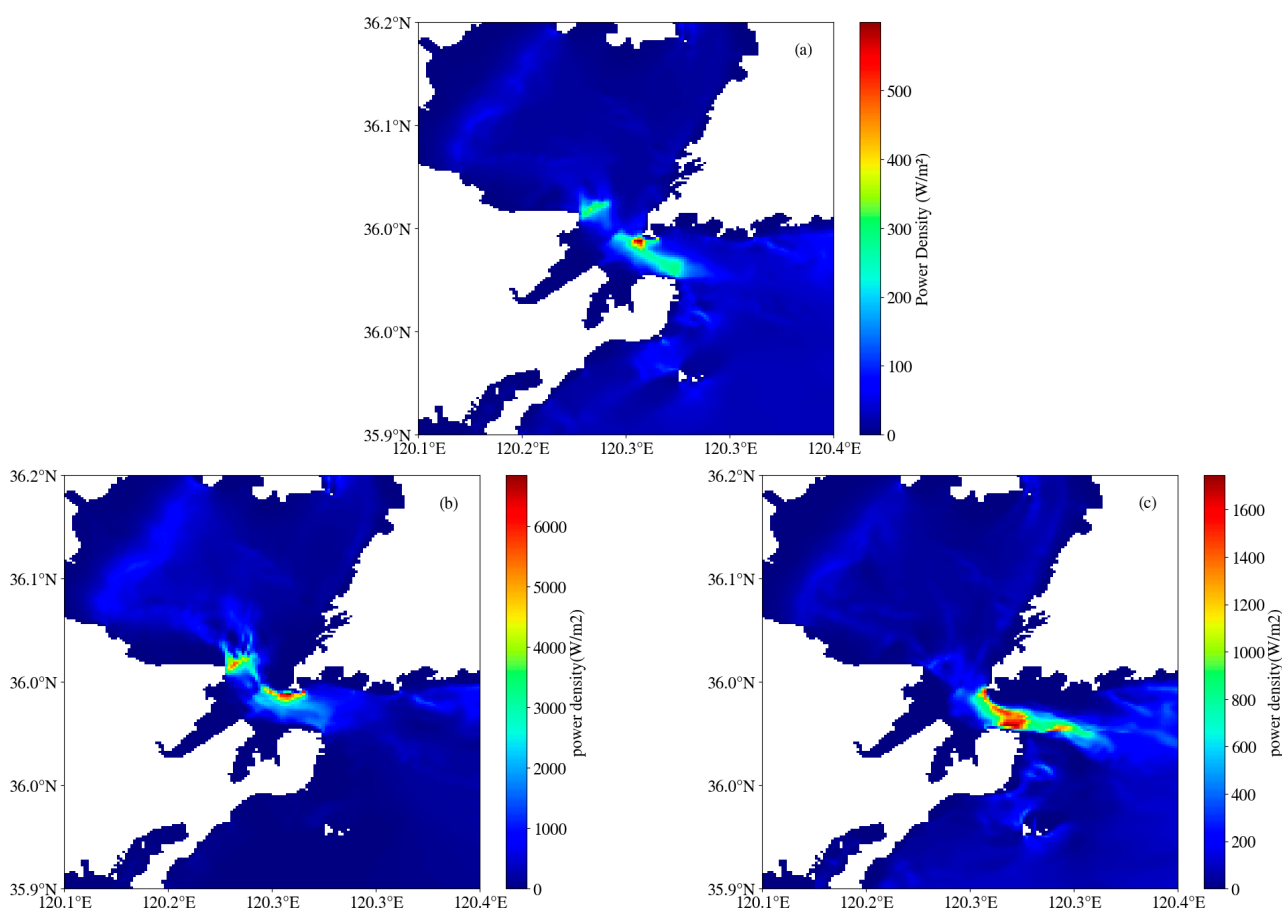 (a)
36.2°N
36.1°N
36.0°N
36.0°N
35.9°N
120.1°E 120.2°E 120.3°E 120.3°E 120.4°E
500
400
300
200
100
0
Power Density (W/m²)
(b)
36.2°N
36.1°N
36.0°N
36.0°N
35.9°N
120.1°E 120.2°E 120.3°E 120.3°E 120.4°E
6000
5000
4000
3000
2000
1000
0
power density(W/m2)
(c)
36.2°N
36.1°N
36.0°N
36.0°N
35.9°N
120.1°E 120.2°E 120.3°E 120.3°E 120.4°E
1600
1400
1200
1000
800
600
400
200
0
power density(W/m2)